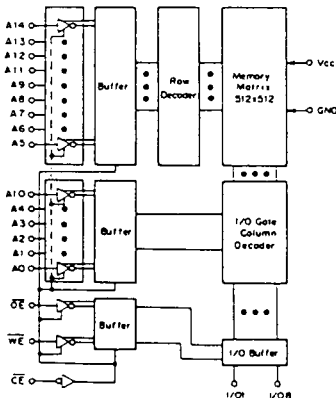 A14
A13
A12
A11
A9
A8
A7
A6
A5
Buffer
Row
Decoder
Memory
Matrix
512x512
Vcc
GND
A10
A4
A3
A2
A1
A0
Buffer
I/O Gate
Column
Decoder
OE
WE
CE
Buffer
I/O Buffer
I/O1
I/O8